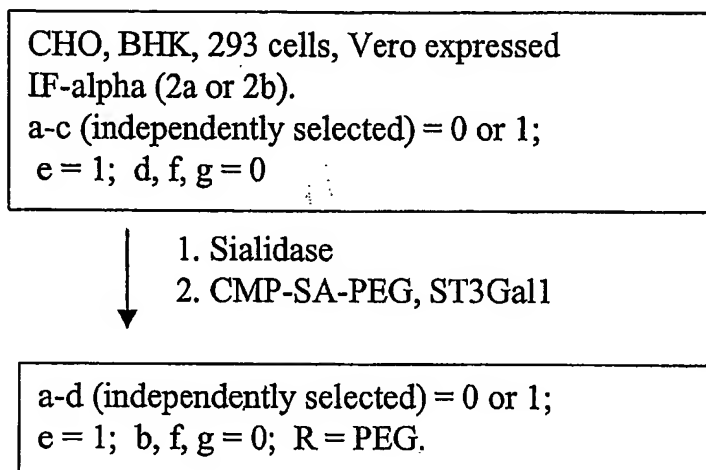 CHO, BHK, 293 cells, Vero expressed
IF-alpha (2a or 2b).
a-c (independently selected) = 0 or 1;
e = 1; d, f, g = 0
1. Sialidase
2. CMP-SA-PEG, ST3Gal1
a-d (independently selected) = 0 or 1;
e = 1; b, f, g = 0; R = PEG.